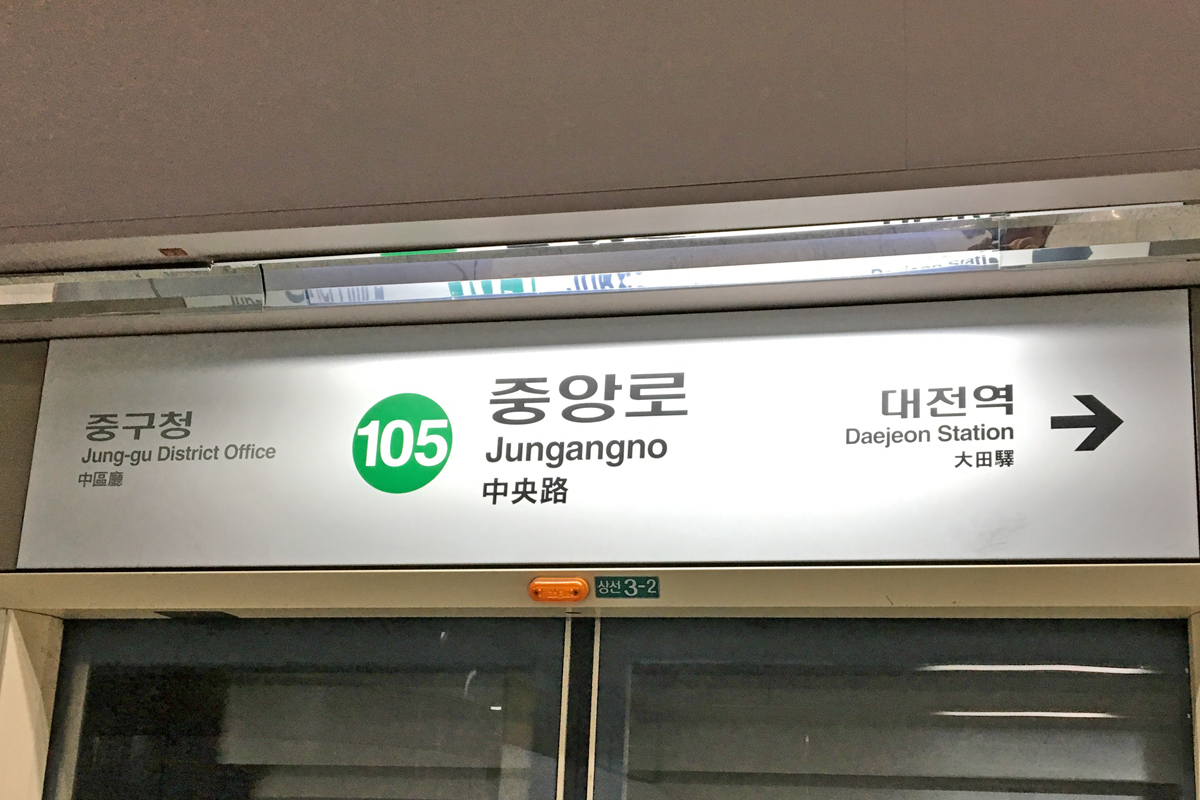 중구청
Jung-gu District Office
中區廳
105
중앙로
Jungangno
中央路
대전역
Daejeon Station
大田驛
상선 3-2